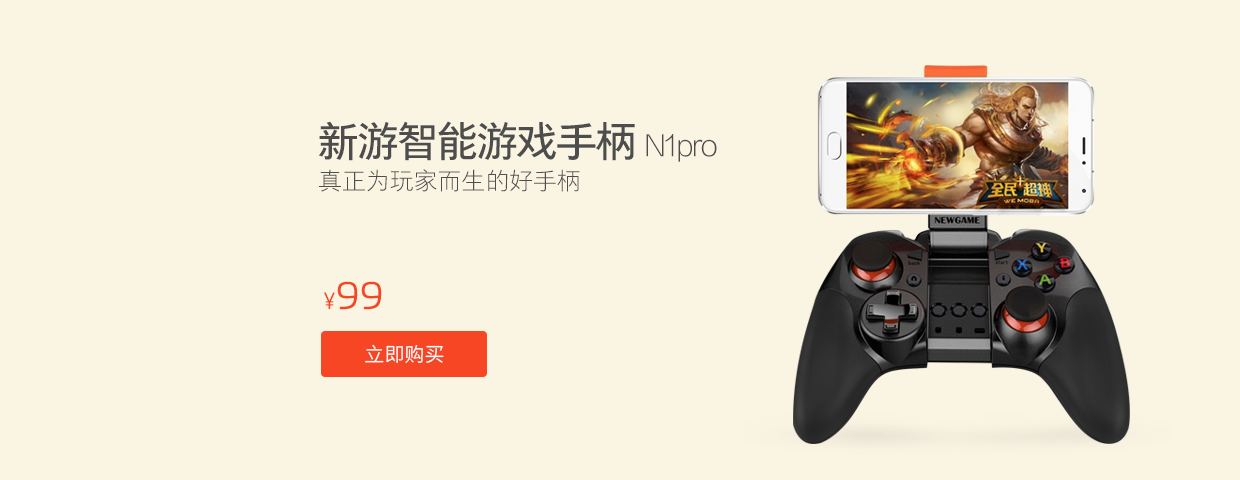 新游智能游戏手柄 N1pro
真正为玩家而生的好手柄
¥99
立即购买
全民超神
WE MOBA
NEWGAME
back
start
Y
X
B
A